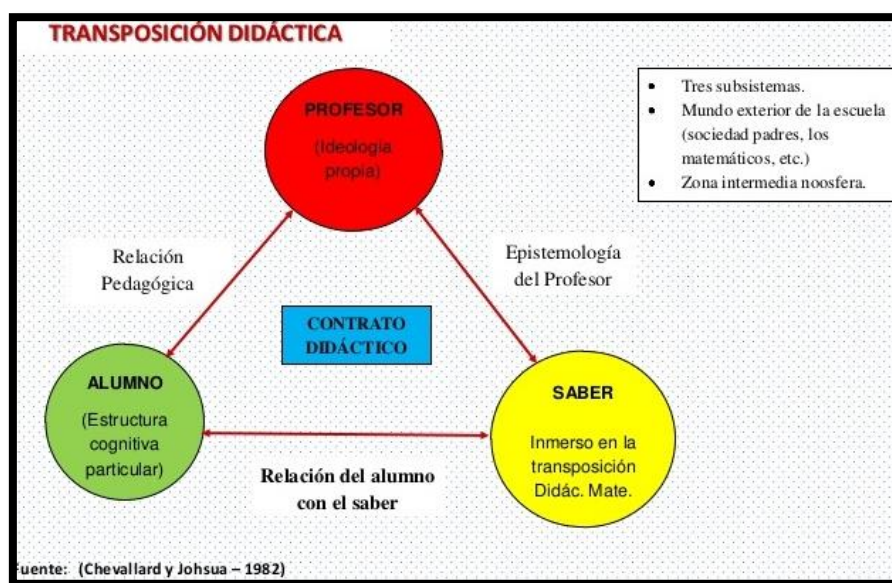 TRANSPOSICIÓN DIDÁCTICA
PROFESOR
(Ideología
propia)
• Tres subsistemas.
• Mundo exterior de la escuela
(sociedad padres, los
matemáticos, etc.)
• Zona intermedia noosfera.
Relación
Pedagógica
Epistemología
del Profesor
CONTRATO
DIDÁCTICO
ALUMNO
(Estructura
cognitiva
particular)
SABER
Inmerso en la
transposición
Didác. Mate.
Relación del alumno
con el saber
Fuente: (Chevallard y Johsua – 1982)